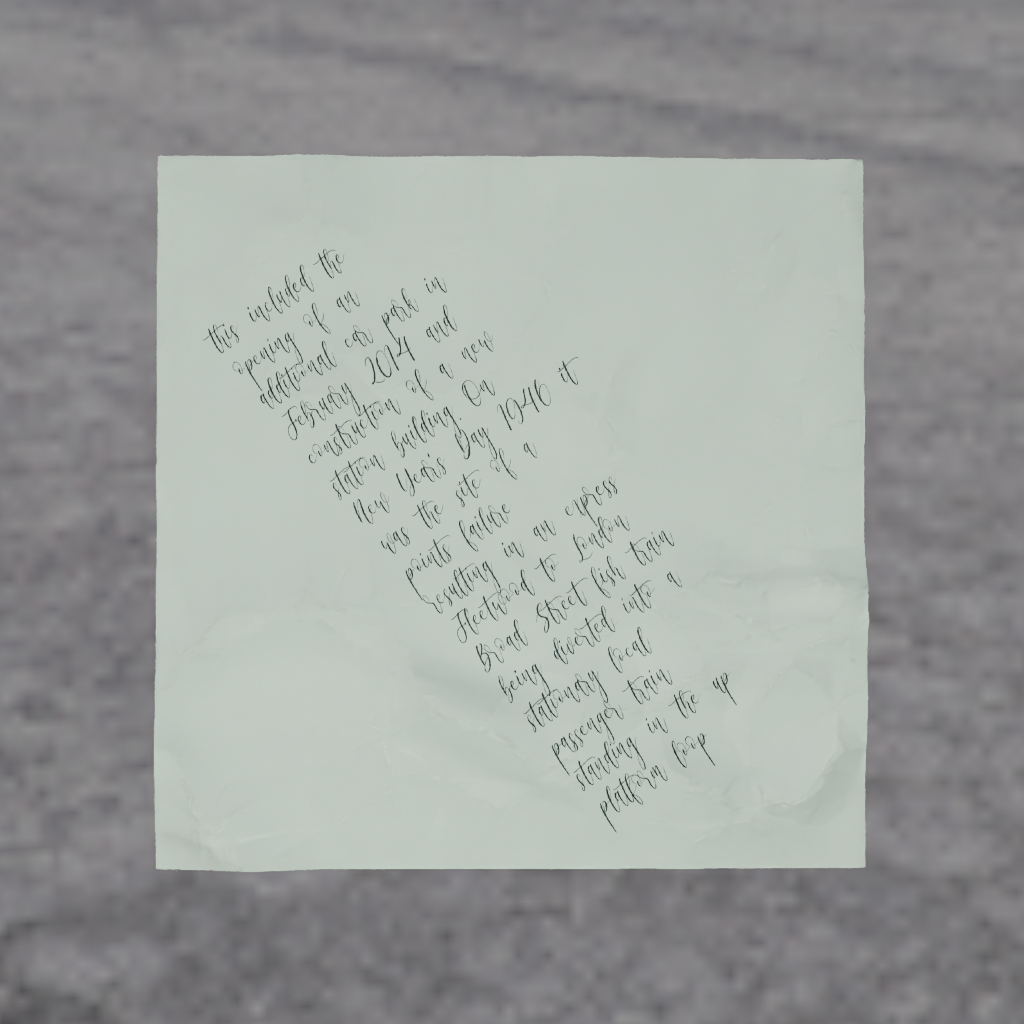 this included the
opening of an
additional car park in
February 2014 and
construction of a new
station building. On
New Year's Day 1946 it
was the site of a
points failure
resulting in an express
Fleetwood to London
Broad Street fish train
being diverted into a
stationary local
passenger train
standing in the up
platform loop